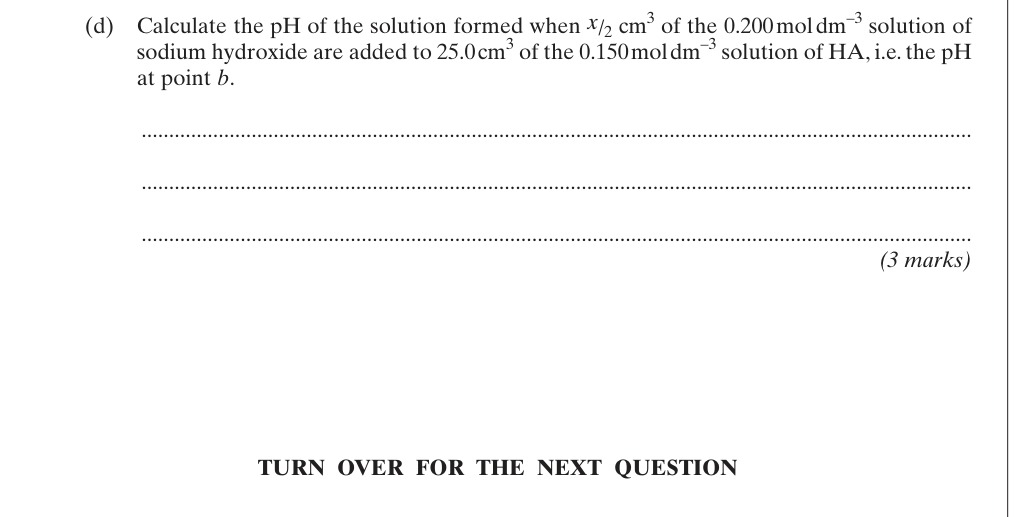 (d) Calculate the pH of the solution formed when x/2 cm³ of the 0.200 mol dm⁻³ solution of
sodium hydroxide are added to 25.0 cm³ of the 0.150 mol dm⁻³ solution of HA, i.e. the pH
at point b.
(3 marks)
TURN OVER FOR THE NEXT QUESTION